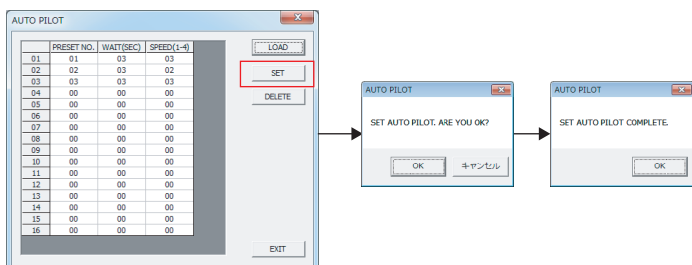 AUTO PILOT
PRESET NO. WAIT(SEC) SPEED(1-4)
01 01 03 03
02 02 03 02
03 03 03 03
04 00 00 00
05 00 00 00
06 00 00 00
07 00 00 00
08 00 00 00
09 00 00 00
10 00 00 00
11 00 00 00
12 00 00 00
13 00 00 00
14 00 00 00
15 00 00 00
16 00 00 00
LOAD
SET
DELETE
EXIT
AUTO PILOT
SET AUTO PILOT. ARE YOU OK?
OK キャンセル
AUTO PILOT
SET AUTO PILOT COMPLETE.
OK